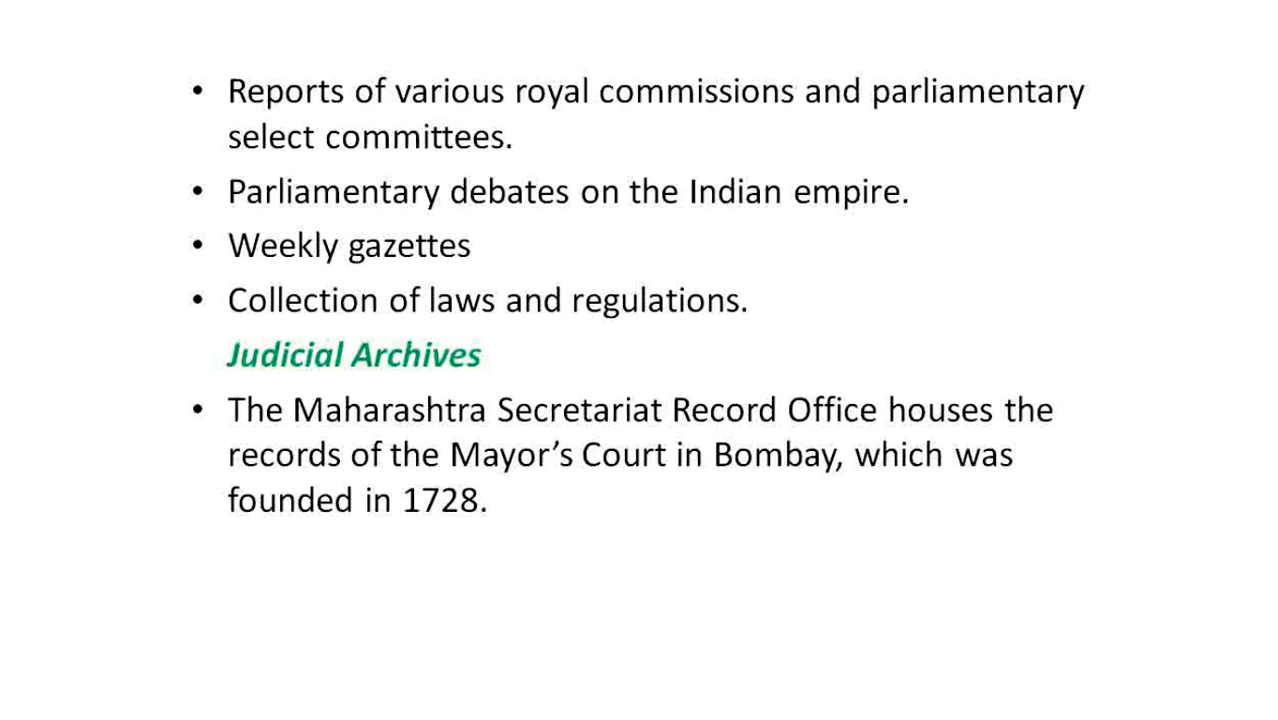 • Reports of various royal commissions and parliamentary
select committees.
• Parliamentary debates on the Indian empire.
• Weekly gazettes
• Collection of laws and regulations.
Judicial Archives
• The Maharashtra Secretariat Record Office houses the
records of the Mayor’s Court in Bombay, which was
founded in 1728.